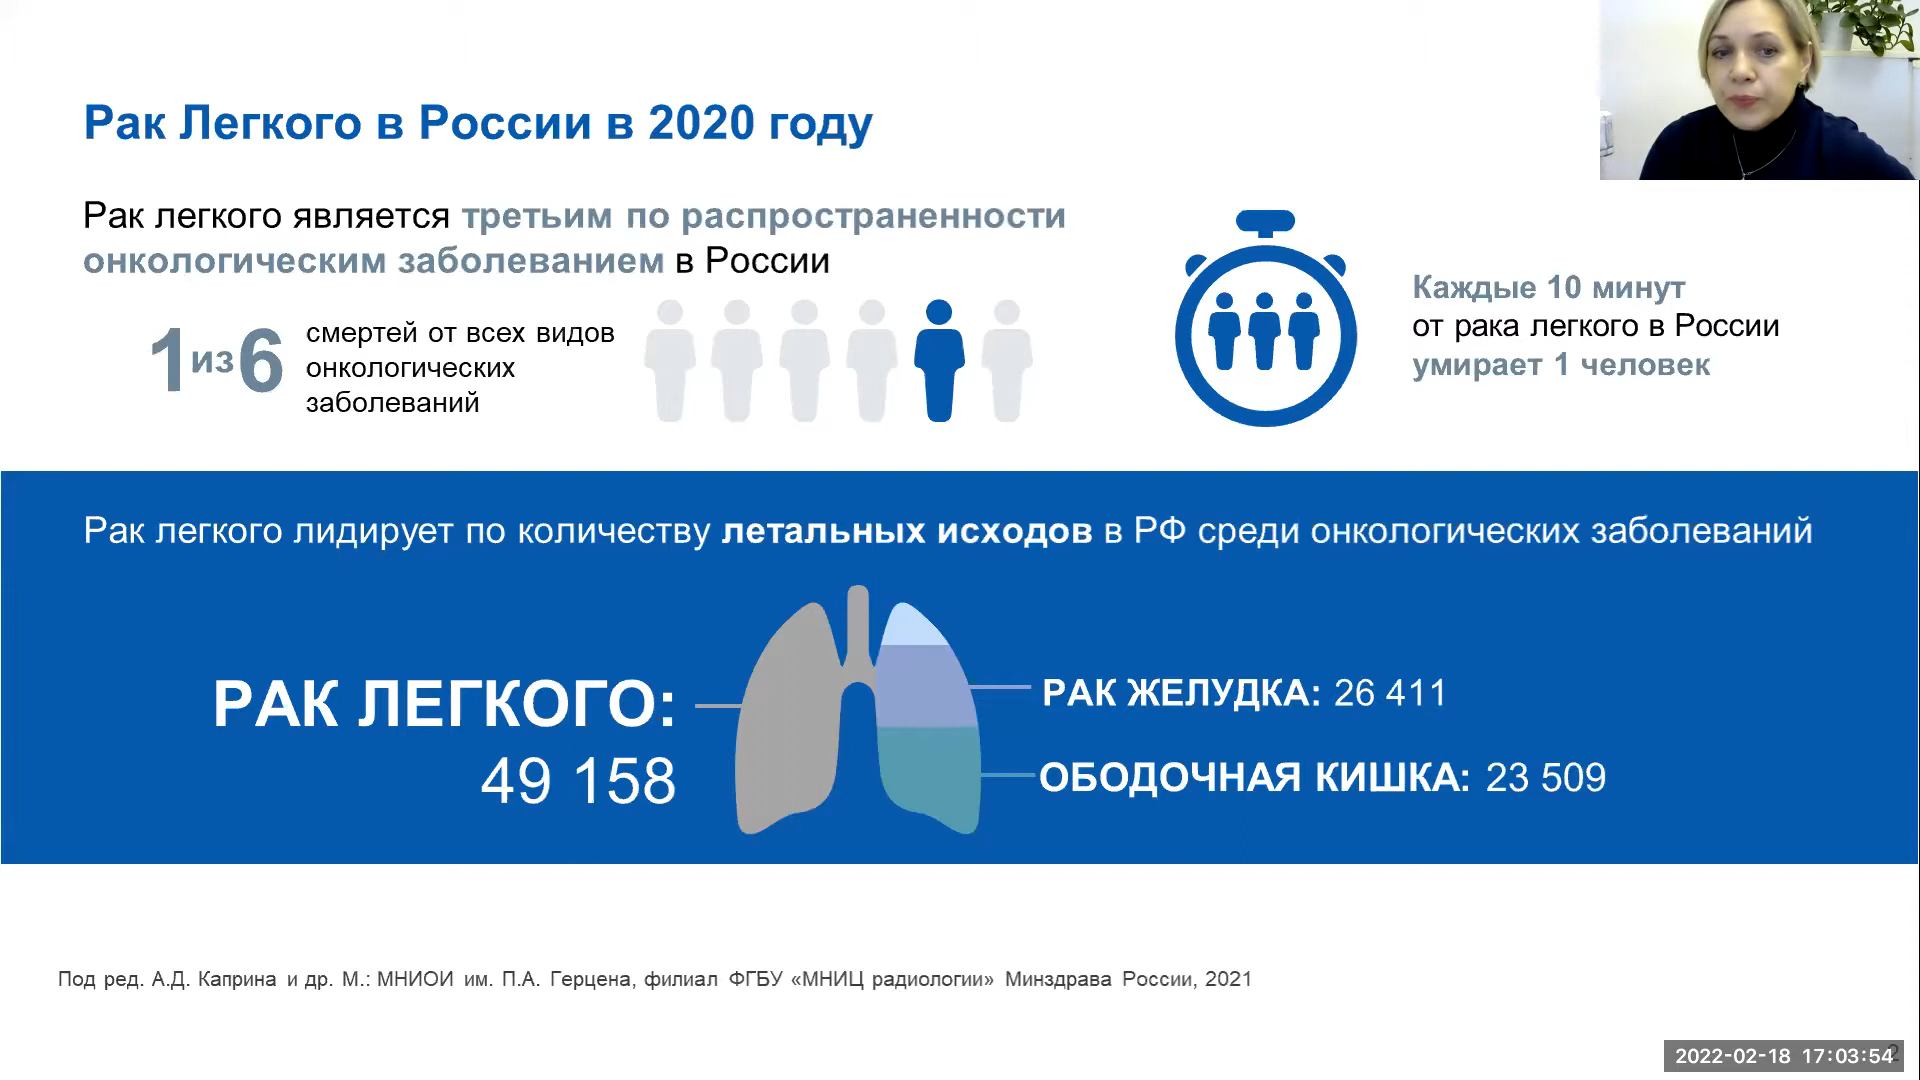 Рак Легкого в России в 2020 году
Рак легкого является третьим по распространенности
онкологическим заболеванием в России
1 из 6
смертей от всех видов
онкологических
заболеваний
Каждые 10 минут
от рака легкого в России
умирает 1 человек
Рак легкого лидирует по количеству летальных исходов в РФ среди онкологических заболеваний
РАК ЛЕГКОГО:
49 158
РАК ЖЕЛУДКА: 26 411
ОБОДОЧНАЯ КИШКА: 23 509
Под ред. А.Д. Каприна и др. М.: МНИОИ им. П.А. Герцена, филиал ФГБУ «МНИЦ радиологии» Минздрава России, 2021
2022-02-18 17:03:54
2